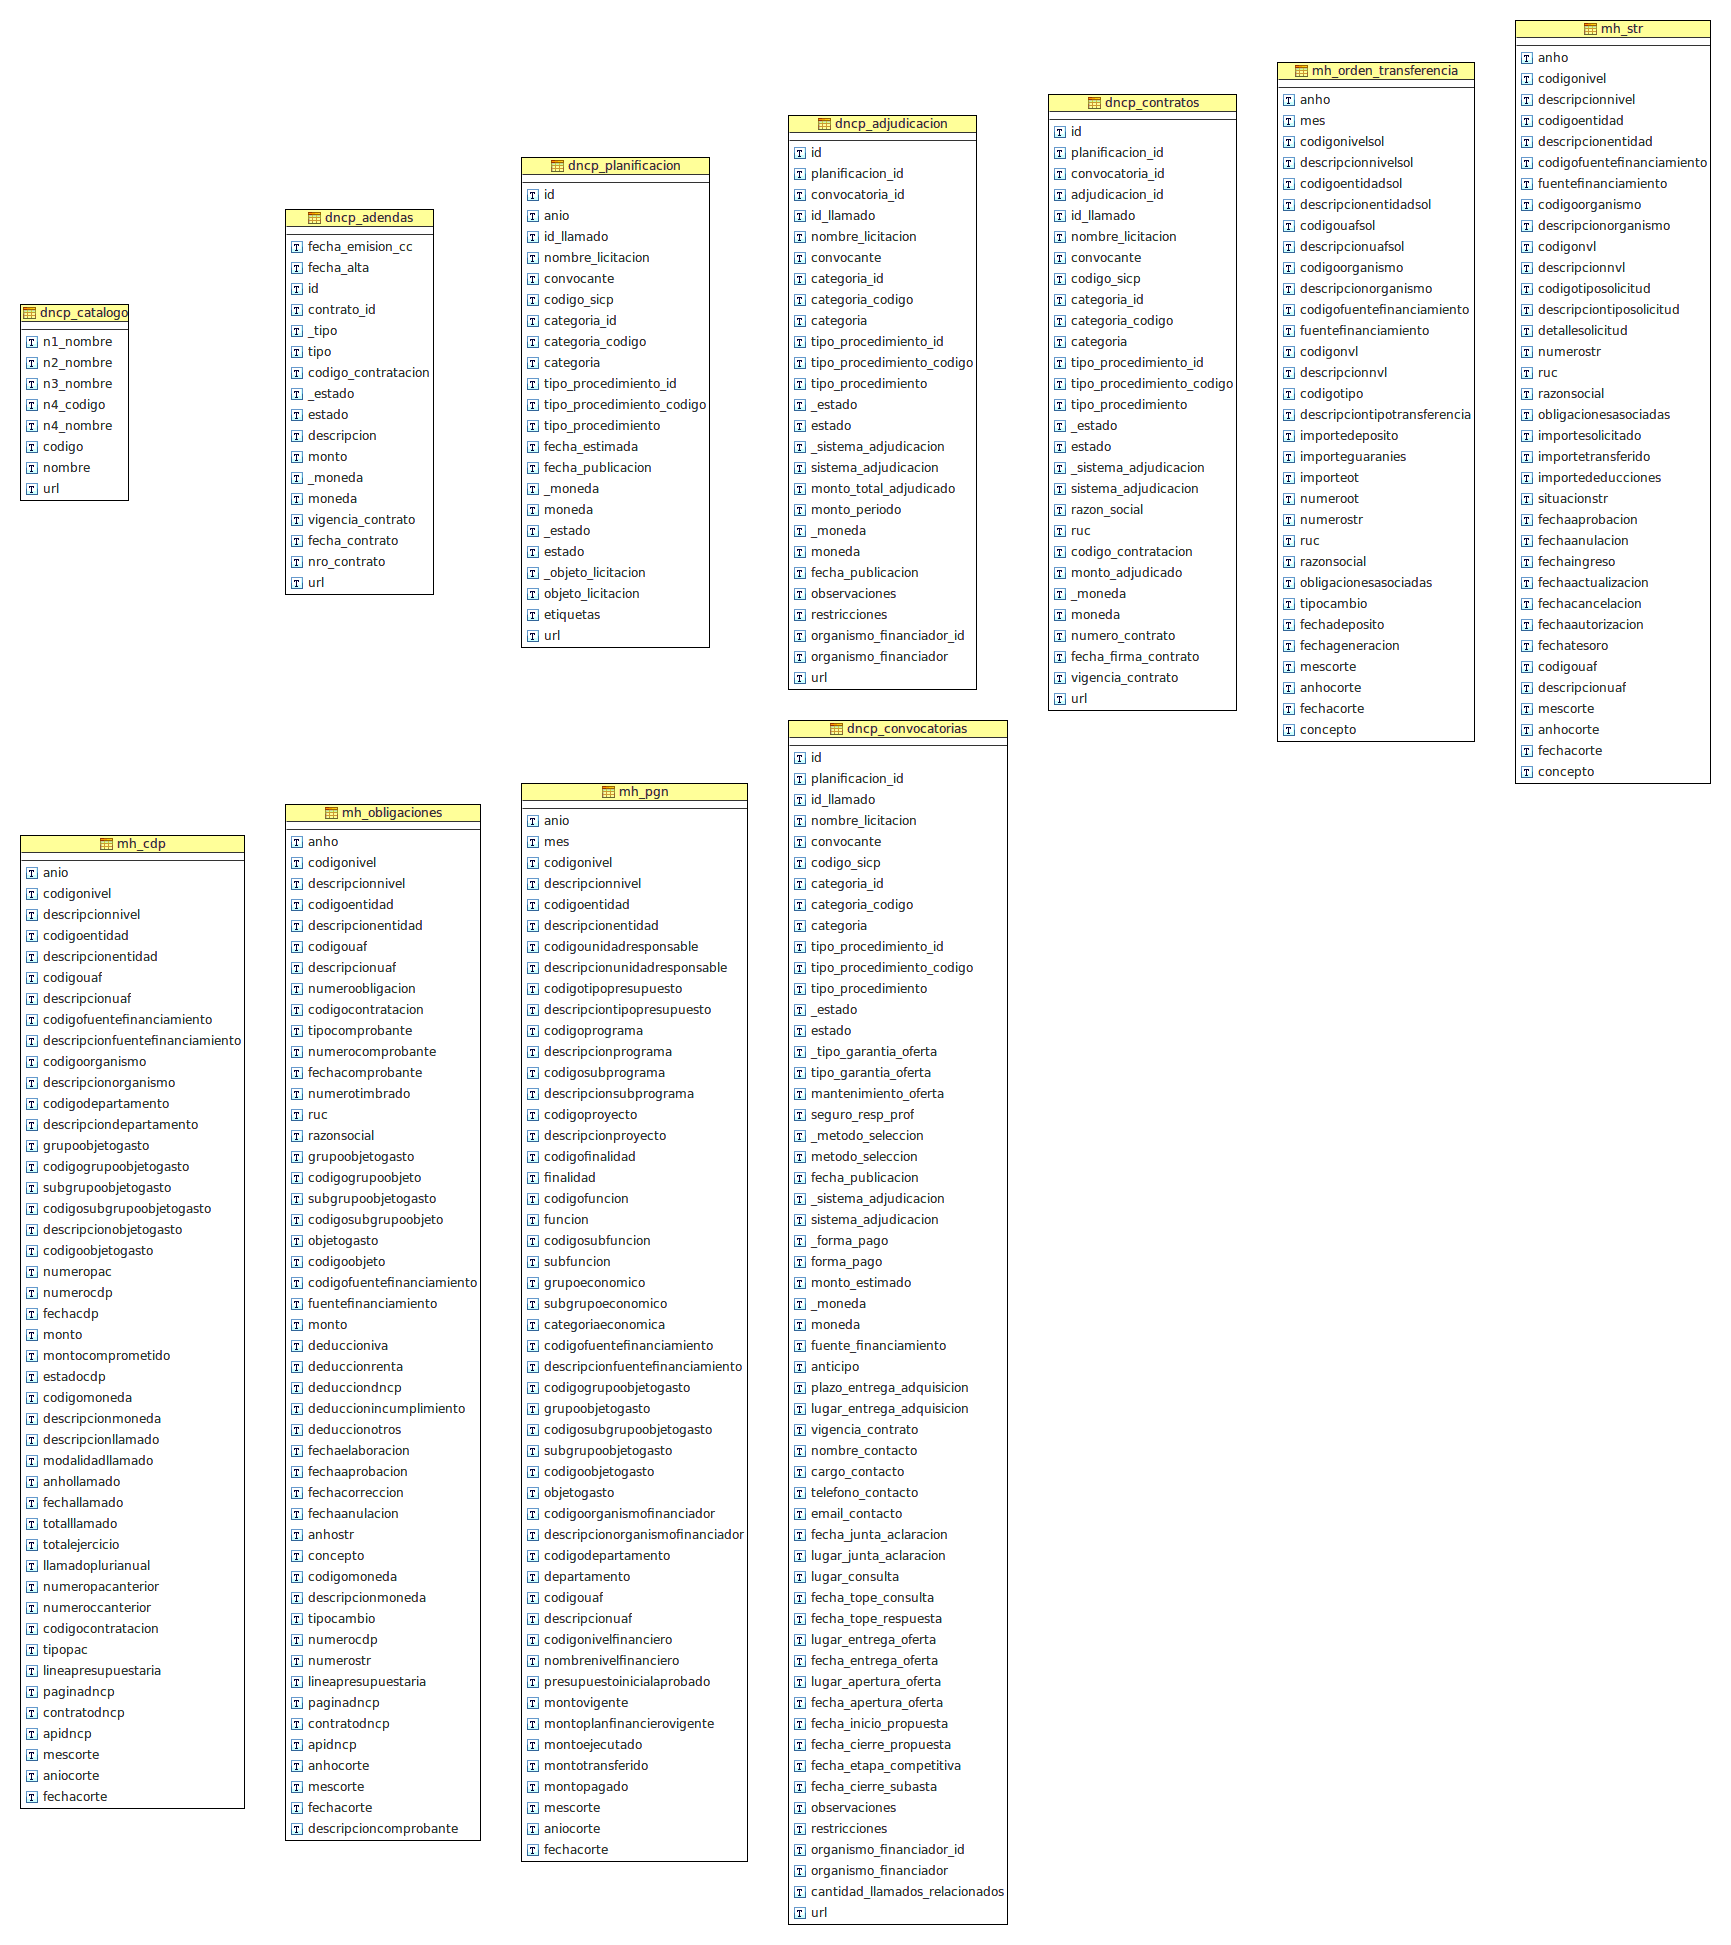 dncp_catalogo
n1_nombre
n2_nombre
n3_nombre
n4_codigo
n4_nombre
codigo
nombre
url
dncp_adendas
fecha_emision_cc
fecha_alta
id
contrato_id
_tipo
tipo
codigo_contratacion
_estado
estado
descripcion
monto
_moneda
moneda
vigencia_contrato
fecha_contrato
nro_contrato
url
dncp_planificacion
id
anio
id_llamado
nombre_licitacion
convocante
codigo_sicp
categoria_id
categoria_codigo
categoria
tipo_procedimiento_id
tipo_procedimiento_codigo
tipo_procedimiento
fecha_estimada
fecha_publicacion
_moneda
moneda
_estado
estado
_objeto_licitacion
objeto_licitacion
etiquetas
url
dncp_adjudicacion
id
planificacion_id
convocatoria_id
id_llamado
nombre_licitacion
convocante
categoria_id
categoria_codigo
categoria
tipo_procedimiento_id
tipo_procedimiento_codigo
tipo_procedimiento
_estado
estado
_sistema_adjudicacion
sistema_adjudicacion
monto_total_adjudicado
monto_periodo
_moneda
moneda
fecha_publicacion
observaciones
restricciones
organismo_financiador_id
organismo_financiador
url
dncp_contratos
id
planificacion_id
convocatoria_id
adjudicacion_id
id_llamado
nombre_licitacion
convocante
codigo_sicp
categoria_id
categoria_codigo
categoria
tipo_procedimiento_id
tipo_procedimiento_codigo
tipo_procedimiento
_estado
estado
_sistema_adjudicacion
sistema_adjudicacion
razon_social
ruc
codigo_contratacion
monto_adjudicado
_moneda
moneda
numero_contrato
fecha_firma_contrato
vigencia_contrato
url
mh_orden_transferencia
anho
mes
codigonivelsol
descripcionnivelsol
codigoentidadsol
descripcionentidadsol
codigouafsol
descripcionuafsol
codigoorganismo
descripcionorganismo
codigofuentefinanciamiento
fuentefinanciamiento
codigonvl
descripcionnvl
codigotipo
descripciontipotransferencia
importedeposito
importeguaranies
importeot
numeroot
numerostr
ruc
razonsocial
obligacionesasociadas
tipocambio
fechadeposito
fechageneracion
mescorte
anhocorte
fechacorte
concepto
mh_str
anho
codigonivel
descripcionnivel
codigoentidad
descripcionentidad
codigofuentefinanciamiento
fuentefinanciamiento
codigoorganismo
descripcionorganismo
codigonvl
descripcionnvl
codigotiposolicitud
descripciontiposolicitud
detallesolicitud
numerostr
ruc
razonsocial
obligacionesasociadas
importesolicitado
importetransferido
importededucciones
situacionstr
fechaaprobacion
fechaanulacion
fechaingreso
fechaactualizacion
fechacancelacion
fechaautorizacion
fechatesoro
codigouaf
descripcionuaf
mescorte
anhocorte
fechacorte
concepto
mh_cdp
anio
codigonivel
descripcionnivel
codigoentidad
descripcionentidad
codigouaf
descripcionuaf
codigofuentefinanciamiento
descripcionfuentefinanciamiento
codigoorganismo
descripcionorganismo
codigodepartamento
descripciondepartamento
grupoobjetogasto
codigogrupoobjetogasto
subgrupoobjetogasto
codigosubgrupoobjetogasto
descripcionobjetogasto
codigoobjetogasto
numeropac
numerocdp
fechacdp
monto
montocomprometido
estadocdp
codigomoneda
descripcionmoneda
descripcionllamado
modalidadllamado
anhollamado
fechallamado
totalllamado
totalejercicio
llamadoplurianual
numeropacanterior
numeroccanterior
codigocontratacion
tipopac
lineapresupuestaria
paginadncp
contratodncp
apidncp
mescorte
aniocorte
fechacorte
mh_obligaciones
anho
codigonivel
descripcionnivel
codigoentidad
descripcionentidad
codigouaf
descripcionuaf
numeroobligacion
codigocontratacion
tipocomprobante
numerocomprobante
fechacomprobante
numerotimbrado
ruc
razonsocial
grupoobjetogasto
codigogrupoobjeto
subgrupoobjetogasto
codigosubgrupoobjeto
objetogasto
codigoobjeto
codigofuentefinanciamiento
fuentefinanciamiento
monto
deduccioniva
deduccionrenta
deducciondncp
deduccionincumplimiento
deduccionotros
fechaelaboracion
fechaaprobacion
fechacorreccion
fechaanulacion
anhostr
concepto
codigomoneda
descripcionmoneda
tipocambio
numerocdp
numerostr
lineapresupuestaria
paginadncp
contratodncp
apidncp
anhocorte
mescorte
fechacorte
descripcioncomprobante
mh_pgn
anio
mes
codigonivel
descripcionnivel
codigoentidad
descripcionentidad
codigounidadresponsable
descripcionunidadresponsable
codigotipopresupuesto
descripciontipopresupuesto
codigoprograma
descripcionprograma
codigosubprograma
descripcionsubprograma
codigoproyecto
descripcionproyecto
codigofinalidad
finalidad
codigofuncion
funcion
codigosubfuncion
subfuncion
grupoeconomico
subgrupoeconomico
categoriaeconomica
codigofuentefinanciamiento
descripcionfuentefinanciamiento
codigogrupoobjetogasto
grupoobjetogasto
codigosubgrupoobjetogasto
subgrupoobjetogasto
codigoobjetogasto
objetogasto
codigoorganismofinanciador
descripcionorganismofinanciador
codigodepartamento
departamento
codigouaf
descripcionuaf
codigonivelfinanciero
nombrenivelfinanciero
presupuestoinicialaprobado
montovigente
montoplanfinancierovigente
montoejecutado
montotransferido
montopagado
mescorte
aniocorte
fechacorte
dncp_convocatorias
id
planificacion_id
id_llamado
nombre_licitacion
convocante
codigo_sicp
categoria_id
categoria_codigo
categoria
tipo_procedimiento_id
tipo_procedimiento_codigo
tipo_procedimiento
_estado
estado
_tipo_garantia_oferta
tipo_garantia_oferta
mantenimiento_oferta
seguro_resp_prof
_metodo_seleccion
metodo_seleccion
fecha_publicacion
_sistema_adjudicacion
sistema_adjudicacion
_forma_pago
forma_pago
monto_estimado
_moneda
moneda
fuente_financiamiento
anticipo
plazo_entrega_adquisicion
lugar_entrega_adquisicion
vigencia_contrato
nombre_contacto
cargo_contacto
telefono_contacto
email_contacto
fecha_junta_aclaracion
lugar_junta_aclaracion
lugar_consulta
fecha_tope_consulta
fecha_tope_respuesta
lugar_entrega_oferta
fecha_entrega_oferta
lugar_apertura_oferta
fecha_apertura_oferta
fecha_inicio_propuesta
fecha_cierre_propuesta
fecha_etapa_competitiva
fecha_cierre_subasta
observaciones
restricciones
organismo_financiador_id
organismo_financiador
cantidad_llamados_relacionados
url